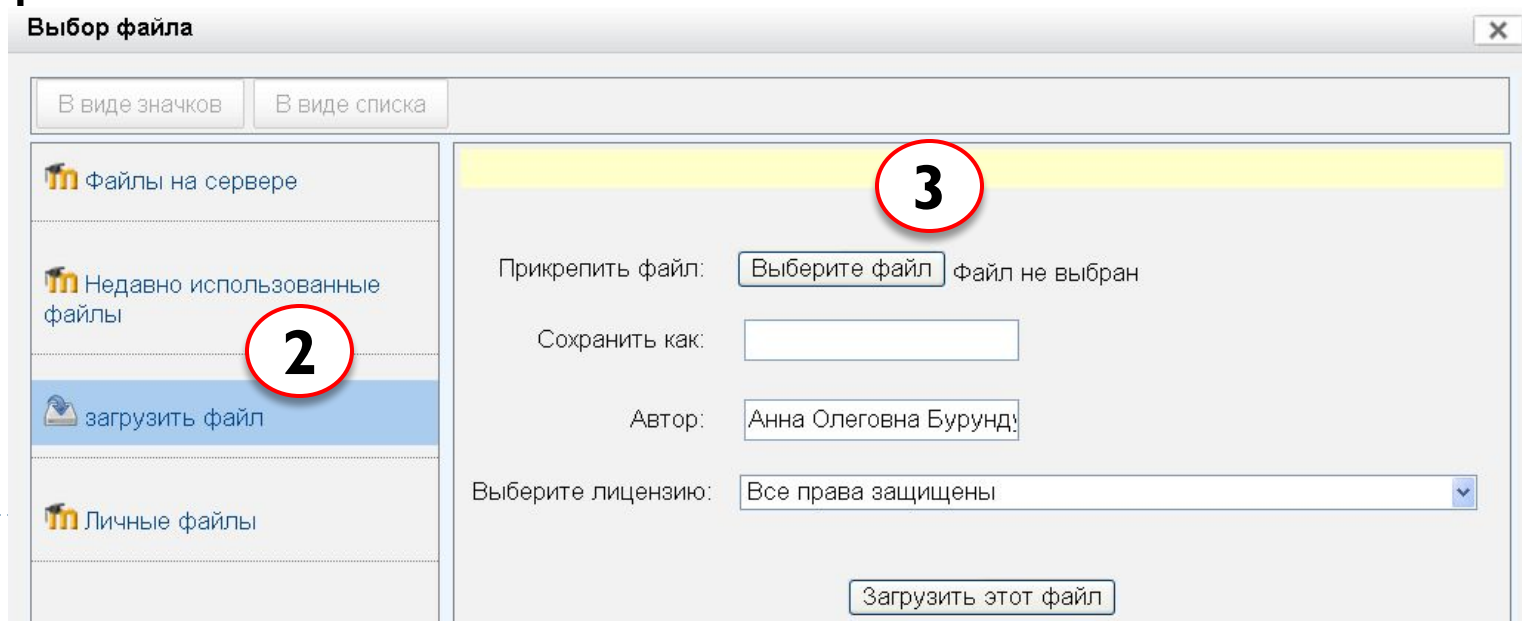 Выбор файла
В виде значков В виде списка
Файлы на сервере
Недавно использованные
файлы
2
загрузить файл
Личные файлы
3
Прикрепить файл: Выберите файл Файл не выбран
Сохранить как:
Автор: Анна Олеговна Бурунд
Выберите лицензию: Все права защищены
Загрузить этот файл